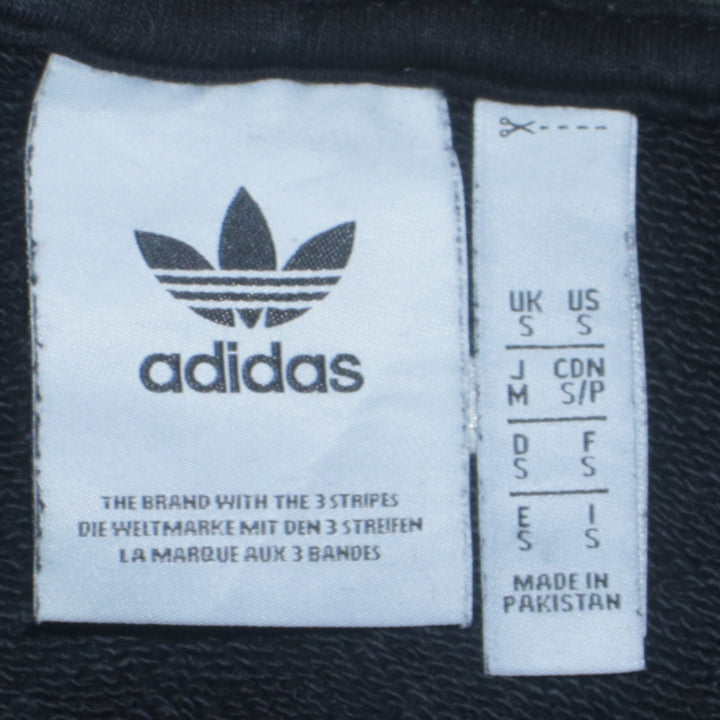 adidas
THE BRAND WITH THE 3 STRIPES
DIE WELTMARKE MIT DEN 3 STREIFEN
LA MARQUE AUX 3 BANDES
UK US
S S
J CDN
M S/P
D F
S S
E I
S S
MADE IN
PAKISTAN